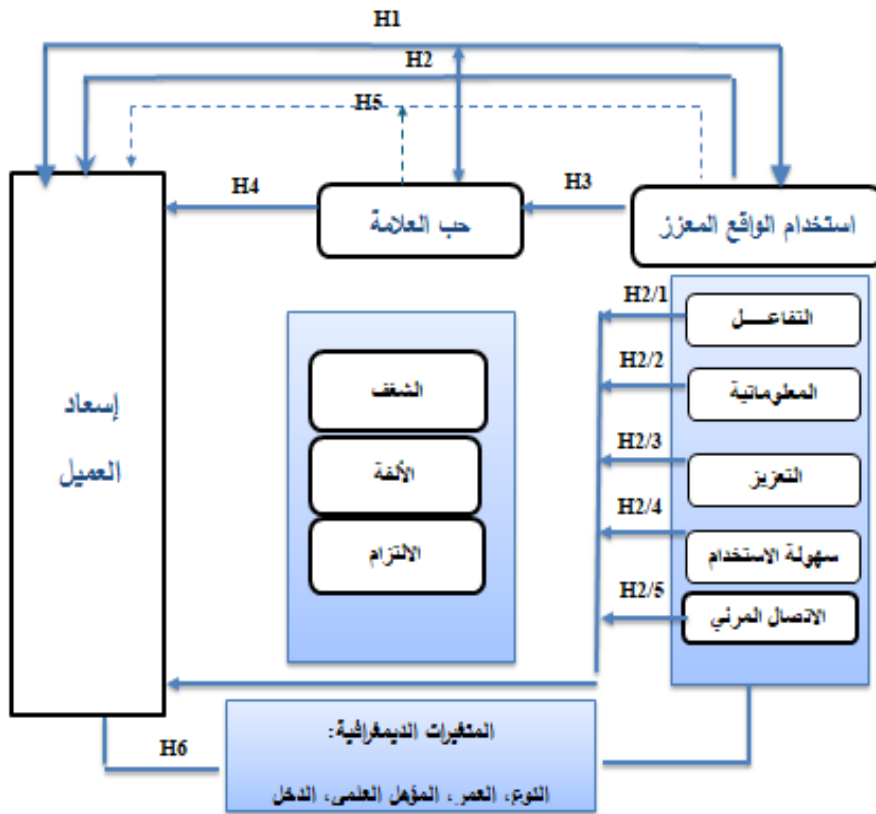 H1
H2
H5
H4
H3
استخدام الواقع المعزز
حب العلامة
إسعاد
العميل
H2/1
التفاعـــل
H2/2
المعلوماتية
H2/3
التعزيز
H2/4
سهولة الاستخدام
H2/5
الاتصال المرئي
الشغف
الألفة
الالتزام
المتغيرات الديمغرافية:
النوع، العمر، المؤهل العلمى، الدخل
H6